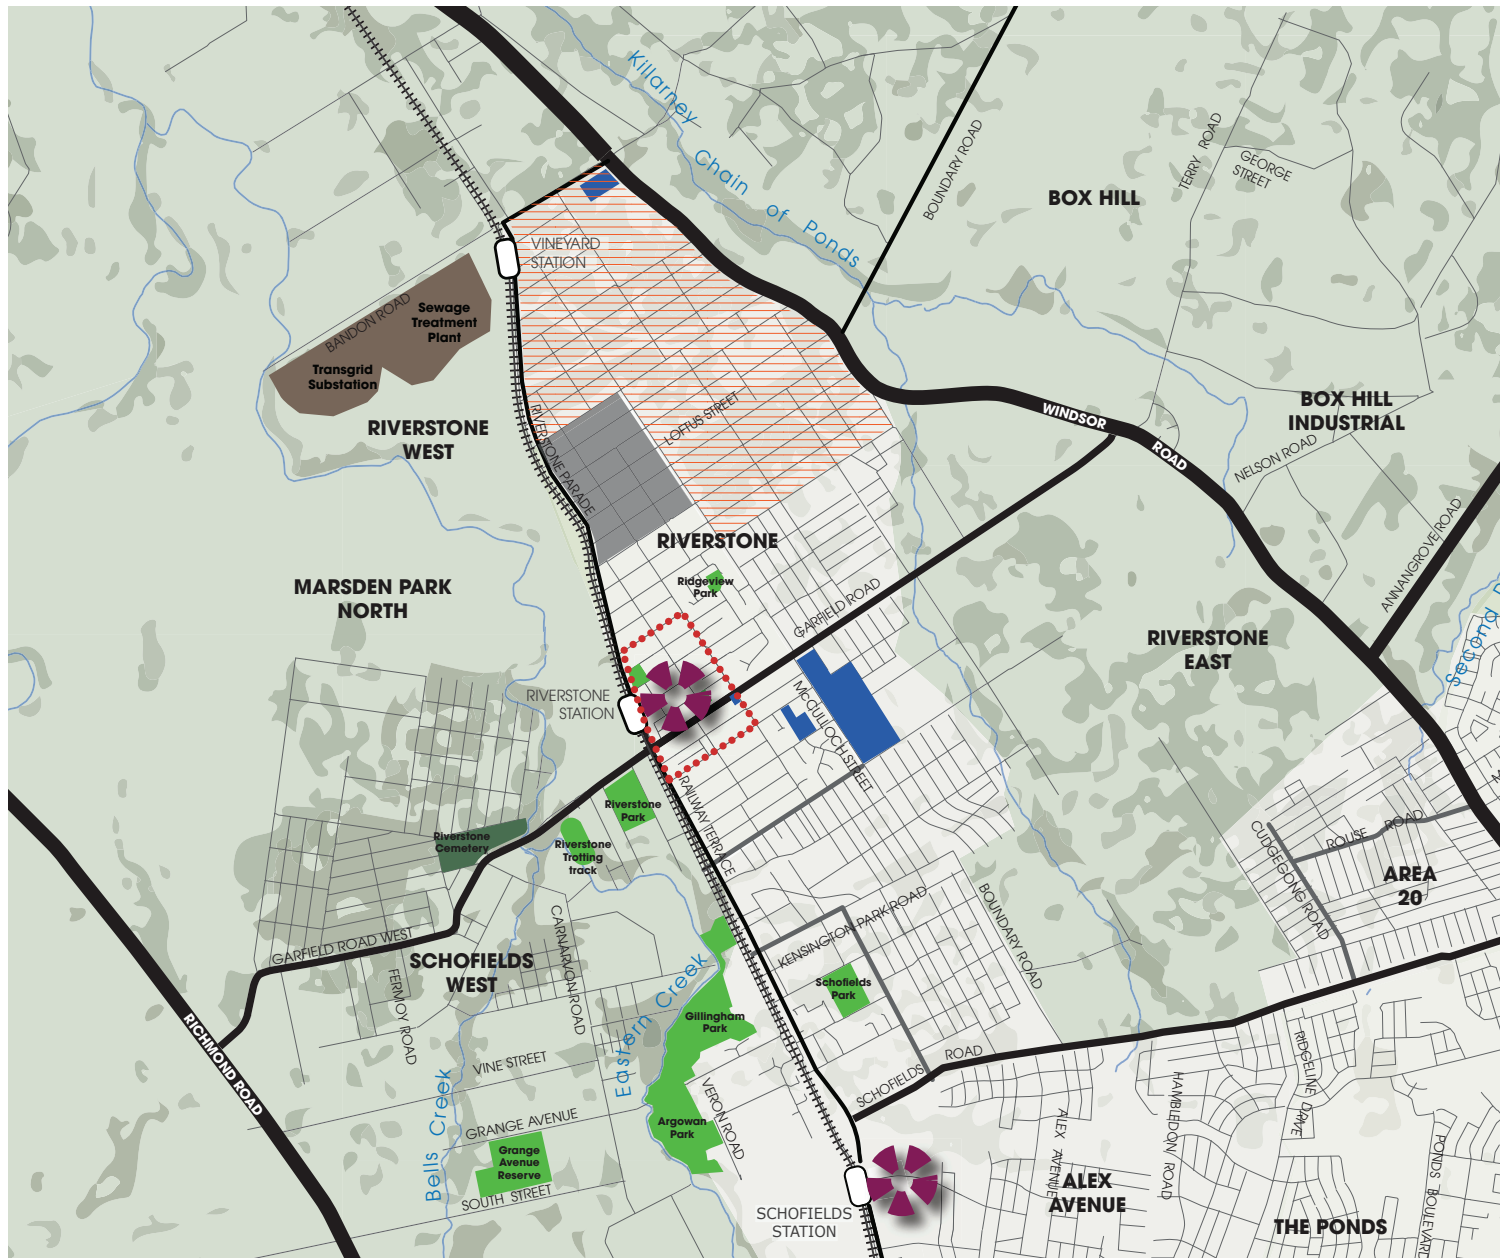 Killarney
Chain
of
Ponds
BOUNDARY ROAD
TERRY ROAD
GEORGE
STREET
BOX HILL
VINEYARD
STATION
BANDON ROAD
Sewage
Treatment
Plant
Transgrid
Substation
RIVERSTONE
WEST
RIVERSTONE PARADE
LOFTUS STREET
WINDSOR
ROAD
BOX HILL
INDUSTRIAL
NELSON ROAD
ANNANGROVE ROAD
RIVERSTONE
Ridgeview
Park
MARSDEN PARK
NORTH
GARFIELD ROAD
RIVERSTONE
EAST
Second
RIVERSTONE
STATION
McCULLOCH STREET
Riverstone
Park
RAILWAY TERRACE
Riverstone
Cemetery
Riverstone
Trotting
track
CUDGEGONG ROAD
ROUSE ROAD
AREA
20
KENSINGTON PARK ROAD
BOUNDARY ROAD
GARFIELD ROAD WEST
SCHOFIELDS
WEST
CARNARVON ROAD
FERMOY ROAD
Eastern Creek
Schofields
Park
Gillingham
Park
RICHMOND ROAD
VINE STREET
SCHOFIELDS
ROAD
RIDGELINE DRIVE
Bells Creek
GRANGE AVENUE
VERON ROAD
Argowan
Park
ALEX AVENUE
HAMBLEDON ROAD
PONDS BOULEVARD
Grange
Avenue
Reserve
SOUTH STREET
ALEX
AVENUE
SCHOFIELDS
STATION
THE PONDS